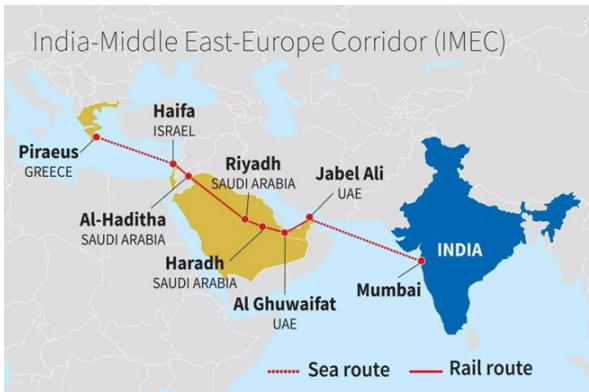 India-Middle East-Europe Corridor (IMEC)
Haifa
ISRAEL
Piraeus
GREECE
Riyadh
SAUDI ARABIA
Jabel Ali
UAE
Al-Haditha
SAUDI ARABIA
INDIA
Haradh
SAUDI ARABIA
Mumbai
Al Ghuwaifat
UAE
Sea route
Rail route